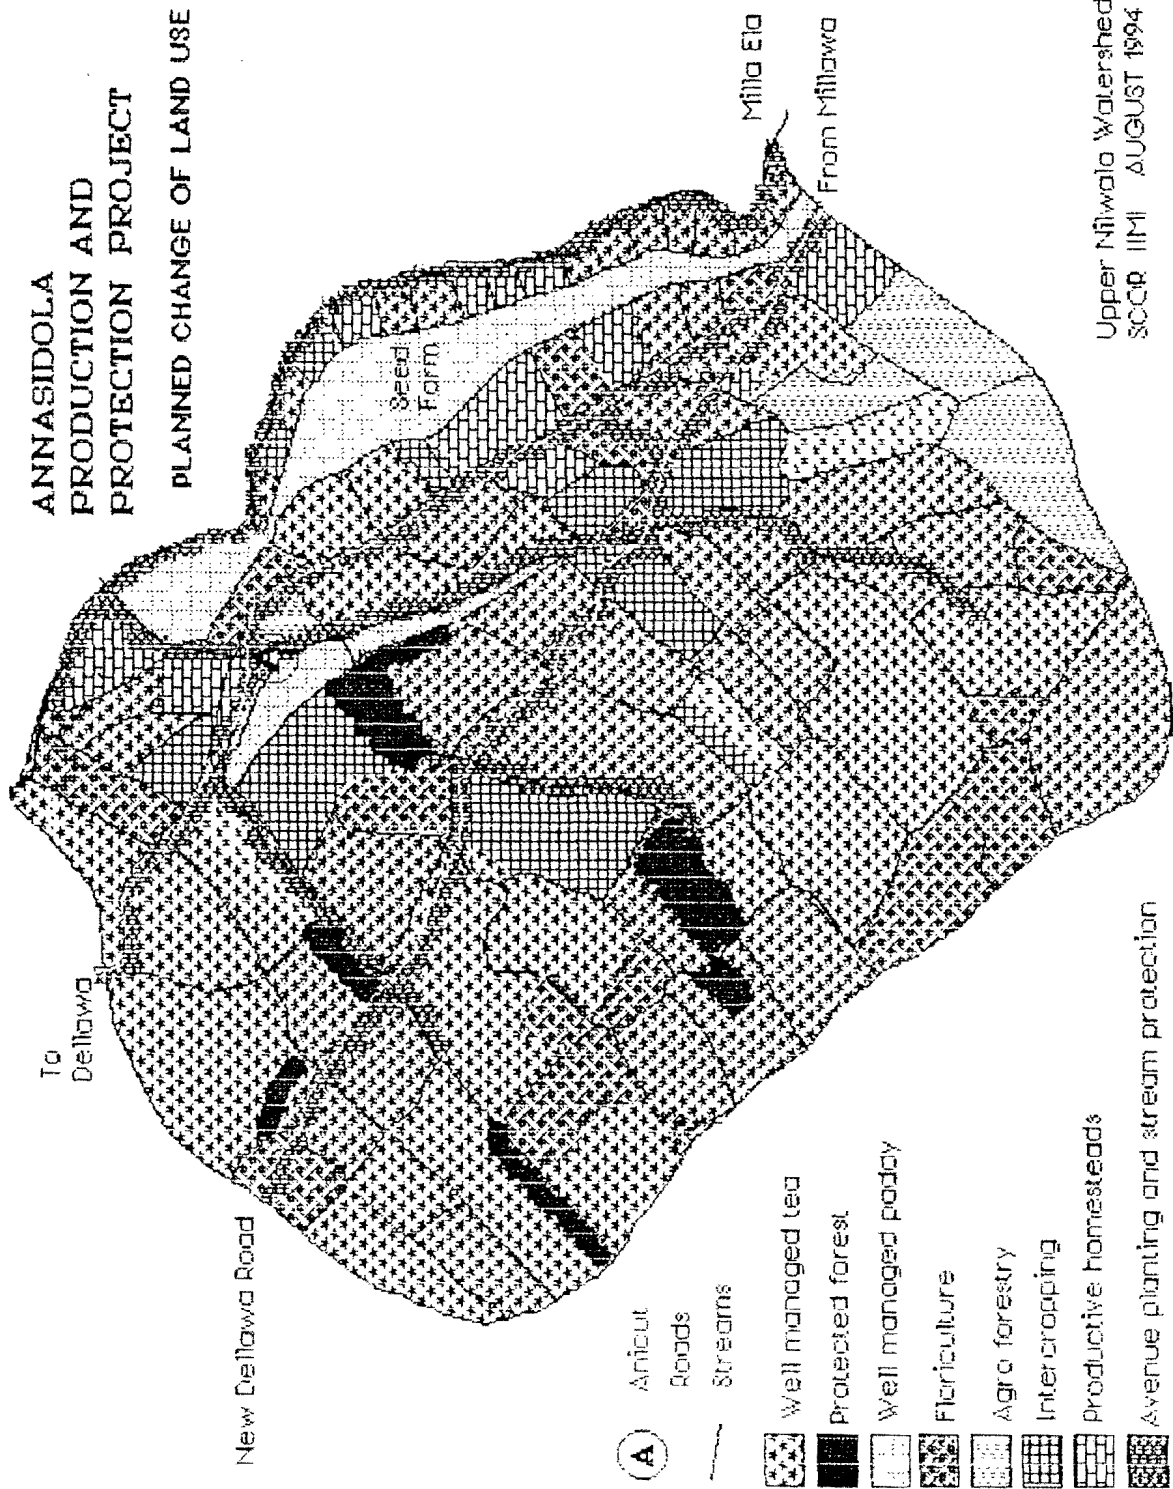 ANNASIDOLA
PRODUCTION AND
PROTECTION PROJECT
PLANNED CHANGE OF LAND USE
To
Dellawa
New Dellawa Road
Seed
Farm
Milla Ela
From Millawa
A Anicut
Roads
Streams
Well managed tea
Protected forest
Well managed paddy
Floriculture
Agro forestry
Intercropping
Productive homesteads
Avenue planting and stream protection
Upper Nilwala Watershed
SCOR IIMI AUGUST 1994